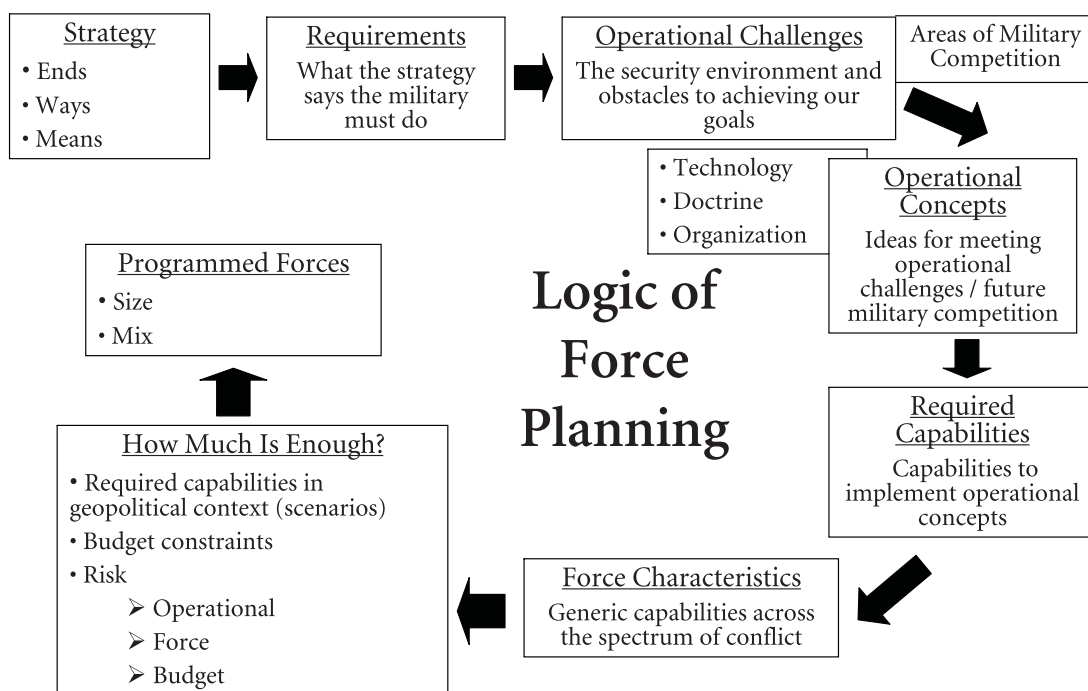 Strategy
• Ends
• Ways
• Means
Requirements
What the strategy
says the military
must do
Operational Challenges
The security environment and
obstacles to achieving our
goals
Areas of Military
Competition
• Technology
• Doctrine
• Organization
Operational
Concepts
Ideas for meeting
operational
challenges / future
military competition
Logic of
Force
Planning
Required
Capabilities
Capabilities to
implement operational
concepts
Force Characteristics
Generic capabilities across
the spectrum of conflict
How Much Is Enough?
• Required capabilities in
geopolitical context (scenarios)
• Budget constraints
• Risk
➢ Operational
➢ Force
➢ Budget
Programmed Forces
• Size
• Mix